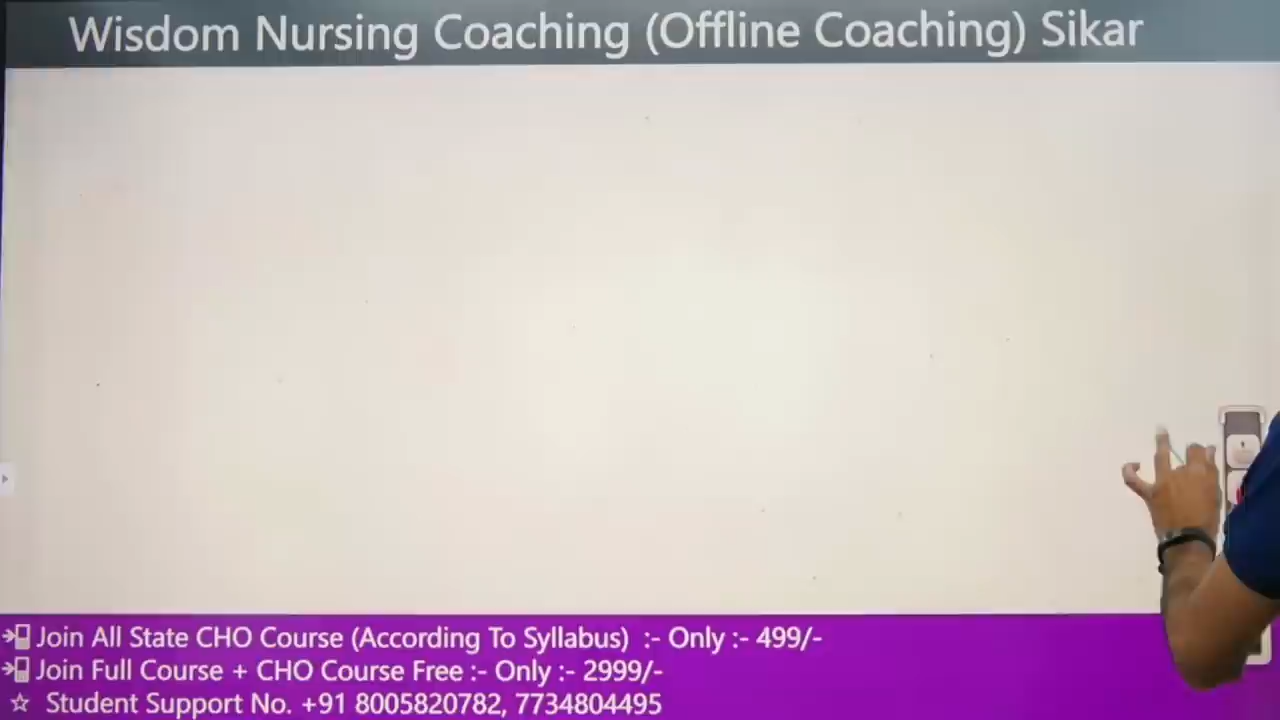 Wisdom Nursing Coaching (Offline Coaching) Sikar
Join All State CHO Course (According To Syllabus) :- Only :- 499/-
Join Full Course + CHO Course Free :- Only :- 2999/-
☆ Student Support No. +91 8005820782, 7734804495